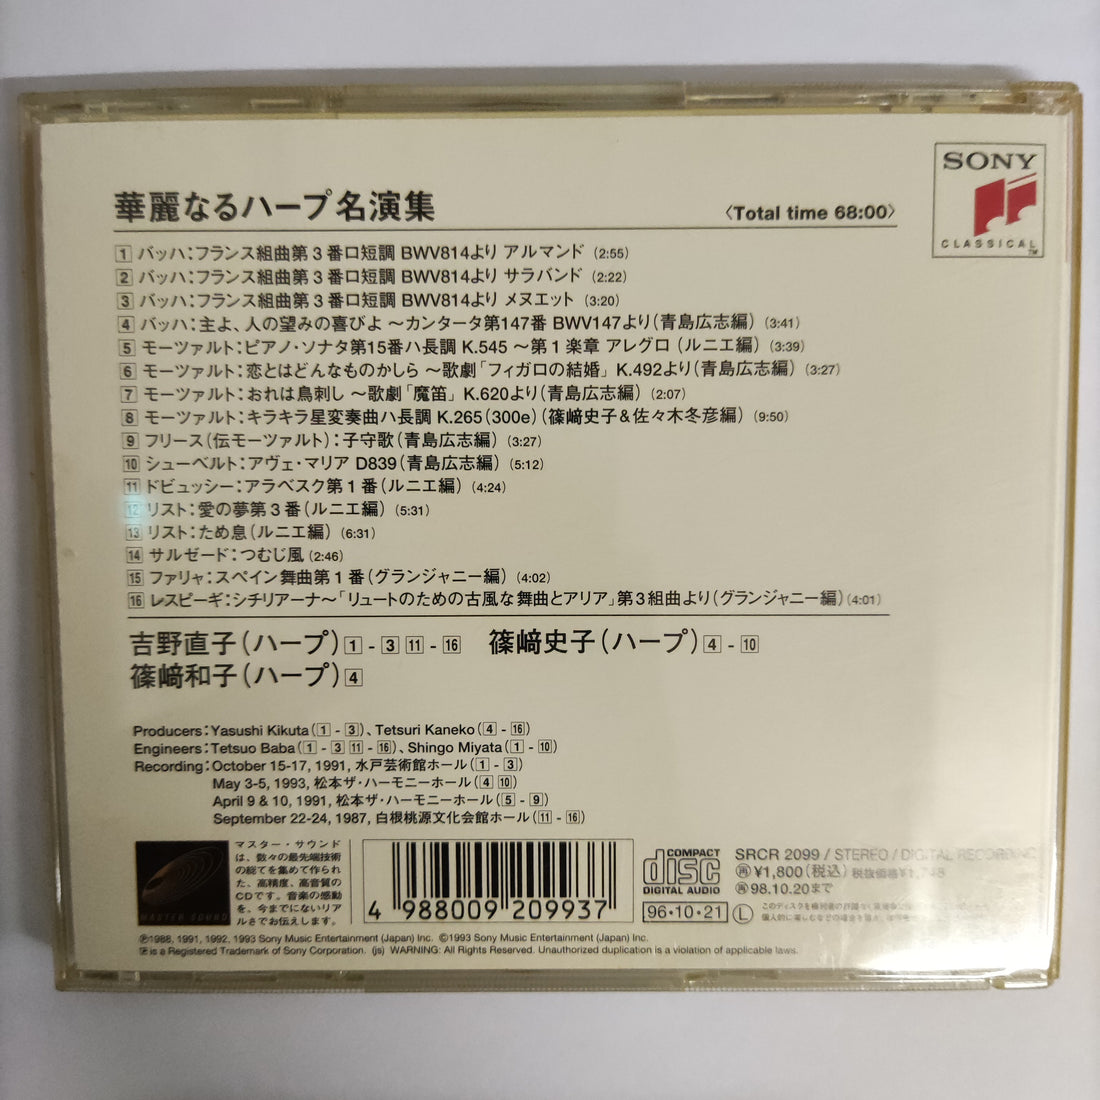 SONY
CLASSICAL™
華麗なるハープ名演集
〈Total time 68:00〉
1 バッハ:フランス組曲第3番ロ短調 BWV814より アルマンド (2:55)
2 バッハ:フランス組曲第3番ロ短調 BWV814より サラバンド (2:22)
3 バッハ:フランス組曲第3番ロ短調 BWV814より メヌエット (3:20)
4 バッハ:主よ、人の望みの喜びよ ～カンタータ第147番 BWV147より(青島広志編) (3:41)
5 モーツァルト:ピアノ・ソナタ第15番ハ長調 K.545 ～第1楽章 アレグロ (ルニエ編) (3:39)
6 モーツァルト:恋とはどんなものかしら ～歌劇「フィガロの結婚」 K.492より(青島広志編) (3:27)
7 モーツァルト:おれは鳥刺し ～歌劇「魔笛」 K.620より(青島広志編) (2:07)
8 モーツァルト:キラキラ星変奏曲ハ長調 K.265(300e)(篠﨑史子&佐々木冬彦編) (9:50)
9 フリース(伝モーツァルト):子守歌(青島広志編) (3:27)
10 シューベルト:アヴェ・マリア D839(青島広志編) (5:12)
11 ドビュッシー:アラベスク第1番(ルニエ編) (4:24)
12 リスト:愛の夢第3番(ルニエ編) (5:31)
13 リスト:ため息(ルニエ編) (6:31)
14 サルゼード:つむじ風 (2:46)
15 ファリャ:スペイン舞曲第1番(グランジャニー編) (4:02)
16 レスピーギ:シチリアーナ～「リュートのための古風な舞曲とアリア」第3組曲より(グランジャニー編) (4:01)
吉野直子(ハープ) 1 - 3 11 - 16 篠﨑史子(ハープ) 4 - 10
篠﨑和子(ハープ) 4
Producers:Yasushi Kikuta(1 - 3)、Tetsuri Kaneko(4 - 16)
Engineers:Tetsuo Baba(1 - 3 11 - 16)、Shingo Miyata(1 - 10)
Recording:October 15-17, 1991, 水戸芸術館ホール(1 - 3)
May 3-5, 1993, 松本ザ・ハーモニーホール(4 10)
April 9 & 10, 1991, 松本ザ・ハーモニーホール(5 - 9)
September 22-24, 1987, 白根桃源文化会館ホール(11 - 16)
MASTER SOUND
マスター・サウンド
は、数々の最先端技術
の総てを集めて作られ
た、高精度、高音質の
CDです。音楽の感動
を、今までにないリア
ルさでお伝えします。
4 988009 209937
COMPACT
disc
DIGITAL AUDIO
SRCR 2099 / STEREO / DIGITAL RECORDING
再 ¥1,800(税込) 税抜価格¥1,748
再 98.10.20まで
96・10・21 L
℗1988, 1991, 1992, 1993 Sony Music Entertainment (Japan) Inc. ©1993 Sony Music Entertainment (Japan) Inc.
is a Registered Trademark of Sony Corporation. (js) WARNING: All Rights Reserved. Unauthorized duplication is a violation of applicable laws.